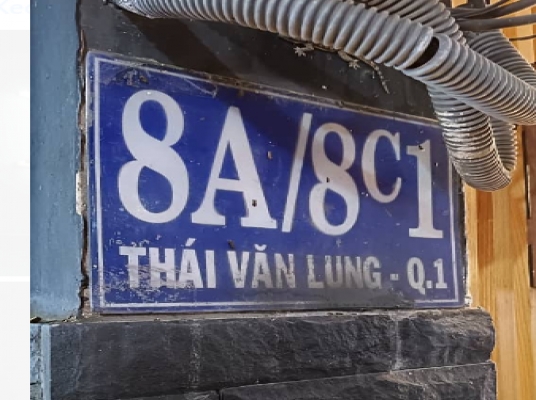 8A/8C1
THÁI VĂN LUNG - Q.1